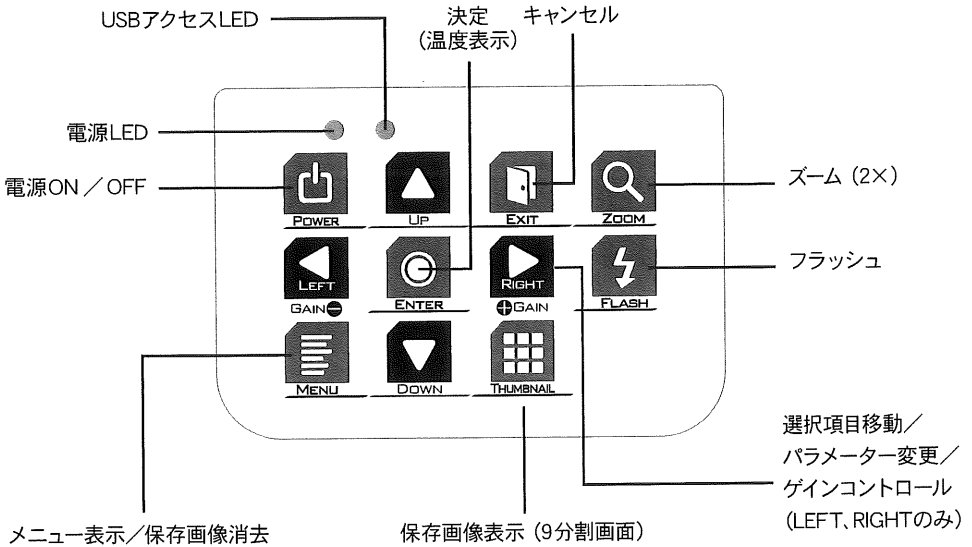 USBアクセスLED
決定
(温度表示)
キャンセル
電源LED
電源ON／OFF
ズーム（2×）
POWER
UP
EXIT
ZOOM
フラッシュ
LEFT
ENTER
RIGHT
FLASH
GAIN⊖
⊕GAIN
MENU
DOWN
THUMBNAIL
選択項目移動／
パラメーター変更／
ゲインコントロール
(LEFT、RIGHTのみ)
メニュー表示／保存画像消去
保存画像表示（9分割画面）